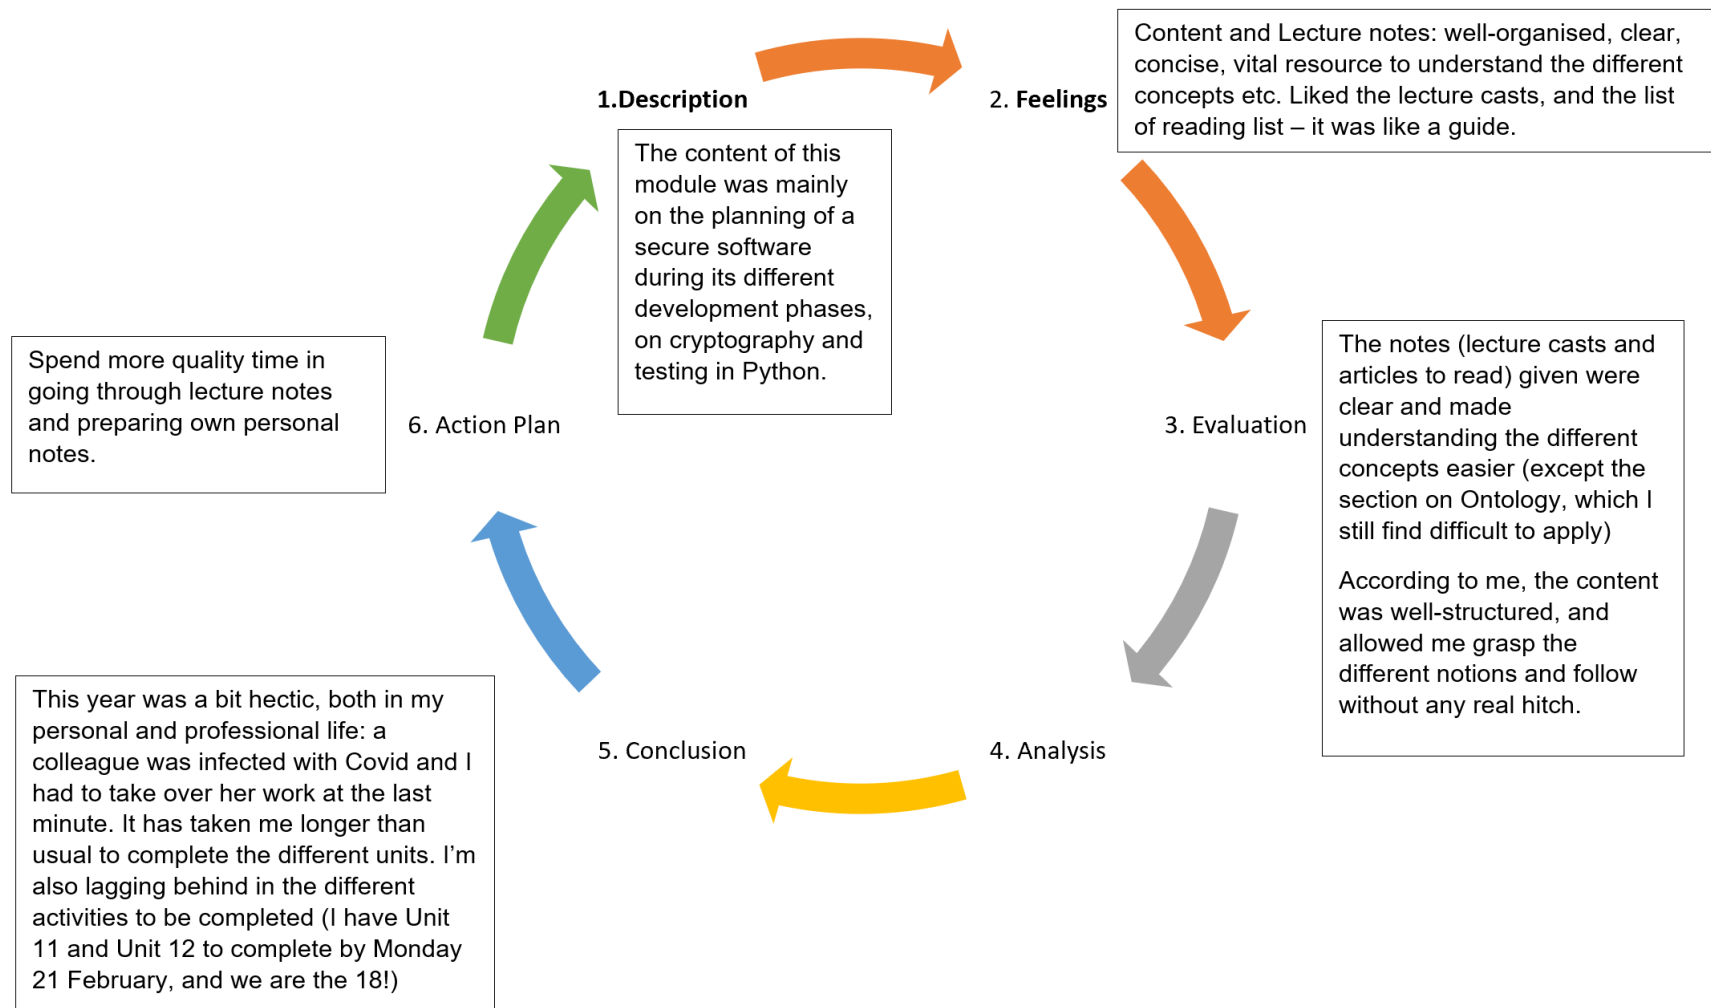 1.Description
The content of this
module was mainly
on the planning of a
secure software
during its different
development phases,
on cryptography and
testing in Python.
2. Feelings
Content and Lecture notes: well-organised, clear,
concise, vital resource to understand the different
concepts etc. Liked the lecture casts, and the list
of reading list – it was like a guide.
3. Evaluation
The notes (lecture casts and
articles to read) given were
clear and made
understanding the different
concepts easier (except the
section on Ontology, which I
still find difficult to apply)
According to me, the content
was well-structured, and
allowed me grasp the
different notions and follow
without any real hitch.
4. Analysis
5. Conclusion
This year was a bit hectic, both in my
personal and professional life: a
colleague was infected with Covid and I
had to take over her work at the last
minute. It has taken me longer than
usual to complete the different units. I’m
also lagging behind in the different
activities to be completed (I have Unit
11 and Unit 12 to complete by Monday
21 February, and we are the 18!)
6. Action Plan
Spend more quality time in
going through lecture notes
and preparing own personal
notes.